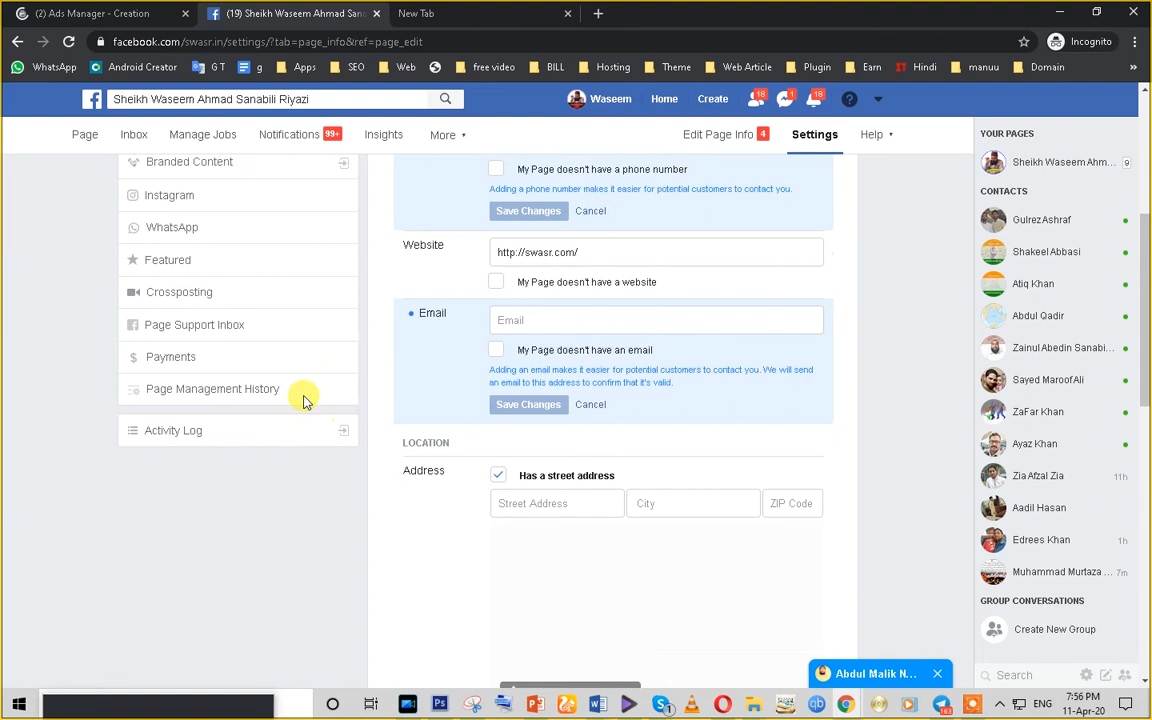 (2) Ads Manager - Creation
(19) Sheikh Waseem Ahmad Sana
New Tab
facebook.com/swasr.in/settings/?tab=page_info&ref=page_edit
Incognito
WhatsApp
Android Creator
G T
g
Apps
SEO
Web
free video
BILL
Hosting
Theme
Web Article
Plugin
Earn
IT Hindi
manuu
Domain
Sheikh Waseem Ahmad Sanabili Riyazi
Waseem
Home
Create
18
1
18
Page
Inbox
Manage Jobs
Notifications 99+
Insights
More
Edit Page Info 4
Settings
Help
Branded Content
Instagram
WhatsApp
Featured
Crossposting
Page Support Inbox
Payments
Page Management History
Activity Log
My Page doesn't have a phone number
Adding a phone number makes it easier for potential customers to contact you.
Save Changes Cancel
Website
http://swasr.com/
My Page doesn't have a website
Email
Email
My Page doesn't have an email
Adding an email makes it easier for potential customers to contact you. We will send
an email to this address to confirm that it's valid.
Save Changes Cancel
LOCATION
Address
Has a street address
Street Address
City
ZIP Code
YOUR PAGES
Sheikh Waseem Ahm... 9
CONTACTS
Gulrez Ashraf
Shakeel Abbasi
Atiq Khan
Abdul Qadir
Zainul Abedin Sanabi...
Sayed Maroof Ali
ZaFar Khan
Ayaz Khan
Zia Afzal Zia 11h
Aadil Hasan
Edrees Khan 1h
Muhammad Murtaza ... 7m
GROUP CONVERSATIONS
Create New Group
Search
Abdul Malik N...
ENG
7:56 PM
11-Apr-20